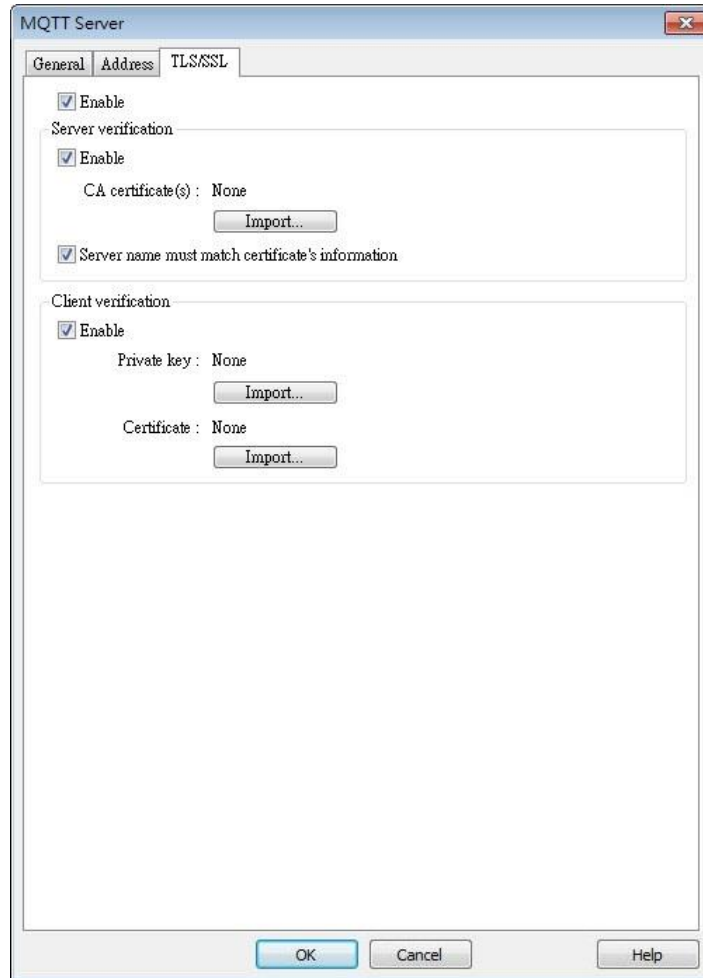 MQTT Server
General Address TLS/SSL
Enable
Server verification
Enable
CA certificate(s) : None
Import...
Server name must match certificate's information
Client verification
Enable
Private key : None
Import...
Certificate : None
Import...
OK Cancel Help